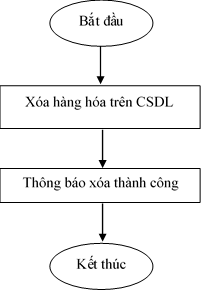 Bắt đầu
Xóa hàng hóa trên CSDL
Thông báo xóa thành công
Kết thúc